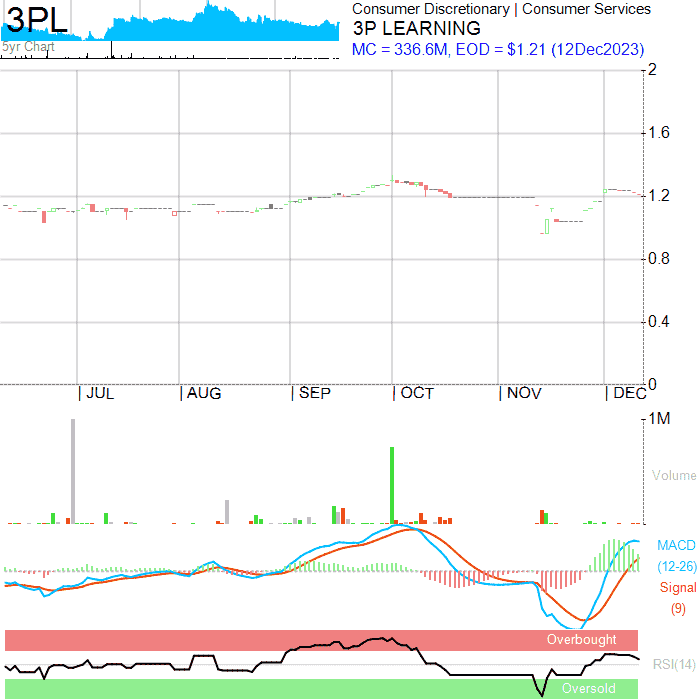 3PL
5yr Chart
Consumer Discretionary | Consumer Services
3P LEARNING
MC = 336.6M, EOD = $1.21 (12Dec2023)
2
1.6
1.2
0.8
0.4
0
| JUL | AUG | SEP | OCT | NOV | DEC
1M
Volume
MACD
(12-26)
Signal
(9)
Overbought
RSI(14)
Oversold